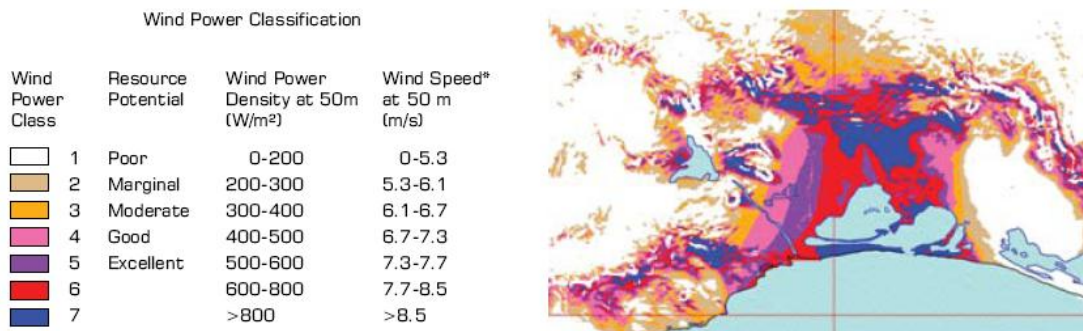 Wind Power Classification
Wind Resource Wind Power Wind Speed*
Power Potential Density at 50m at 50 m
Class (W/m²) (m/s)
1 Poor 0-200 0-5.3
2 Marginal 200-300 5.3-6.1
3 Moderate 300-400 6.1-6.7
4 Good 400-500 6.7-7.3
5 Excellent 500-600 7.3-7.7
6 600-800 7.7-8.5
7 >800 >8.5